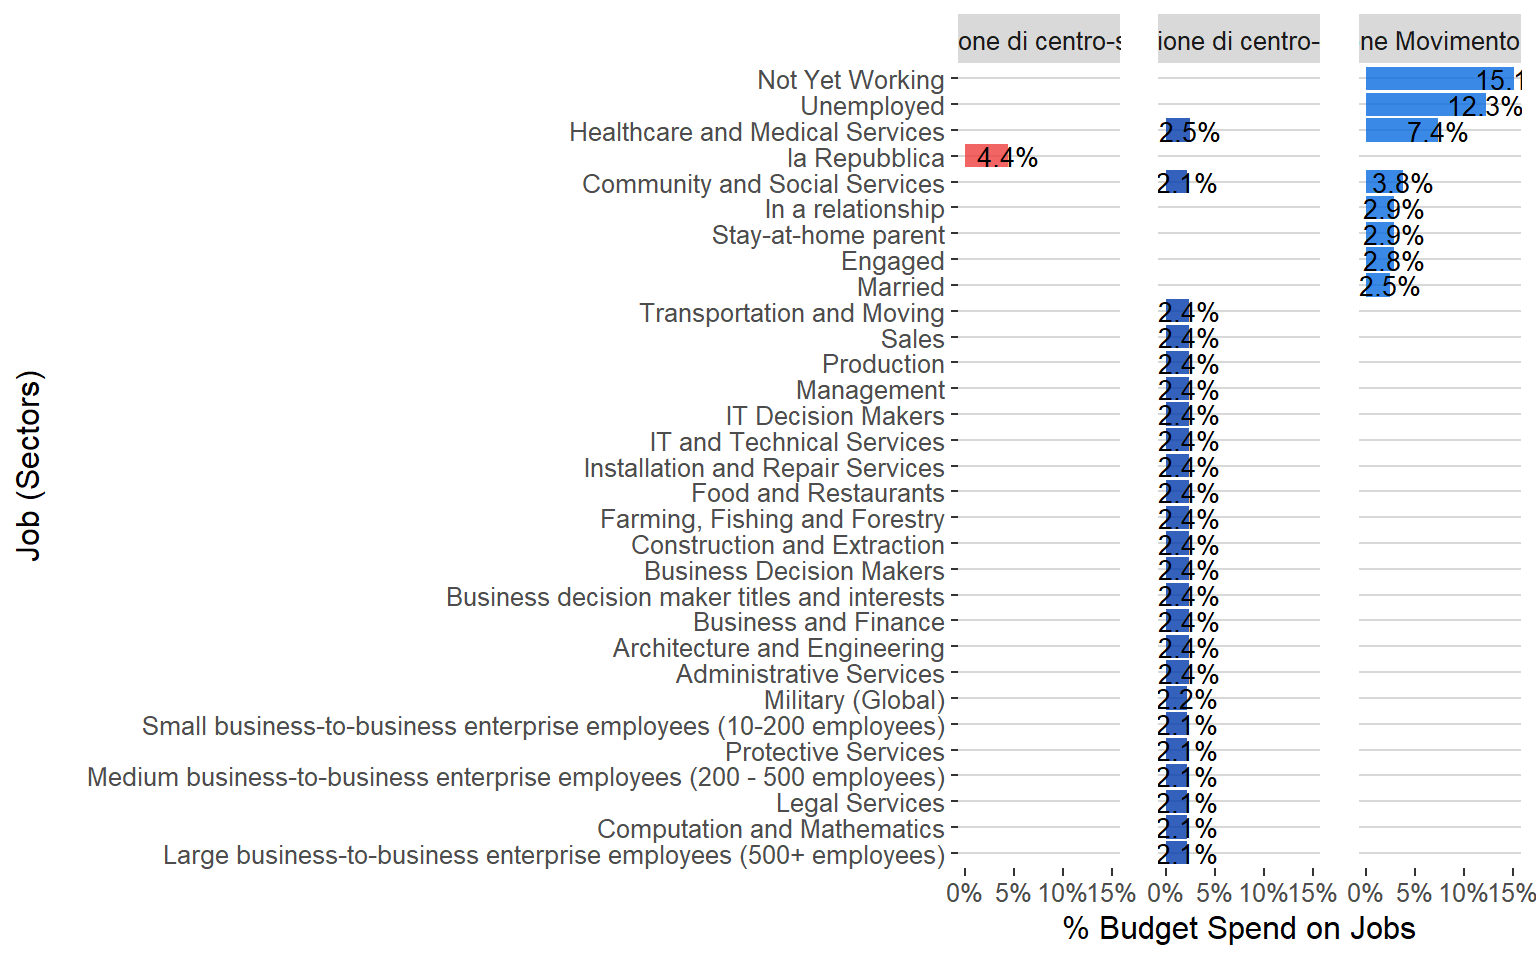 one di centro-s ione di centro- ne Movimento
Not Yet Working 15.1
Unemployed 12.3%
Healthcare and Medical Services 2.5% 7.4%
la Repubblica 4.4%
Community and Social Services 2.1% 3.8%
In a relationship 2.9%
Stay-at-home parent 2.9%
Engaged 2.8%
Married 2.5%
Transportation and Moving 2.4%
Sales 2.4%
Production 2.4%
Management 2.4%
IT Decision Makers 2.4%
IT and Technical Services 2.4%
Installation and Repair Services 2.4%
Food and Restaurants 2.4%
Farming, Fishing and Forestry 2.4%
Construction and Extraction 2.4%
Business Decision Makers 2.4%
Business decision maker titles and interests 2.4%
Business and Finance 2.4%
Architecture and Engineering 2.4%
Administrative Services 2.4%
Military (Global) 2.2%
Small business-to-business enterprise employees (10-200 employees) 2.1%
Protective Services 2.1%
Medium business-to-business enterprise employees (200 - 500 employees) 2.1%
Legal Services 2.1%
Computation and Mathematics 2.1%
Large business-to-business enterprise employees (500+ employees) 2.1%
0% 5% 10% 15% 0% 5% 10% 15% 0% 5% 10% 15%
% Budget Spend on Jobs
Job (Sectors)